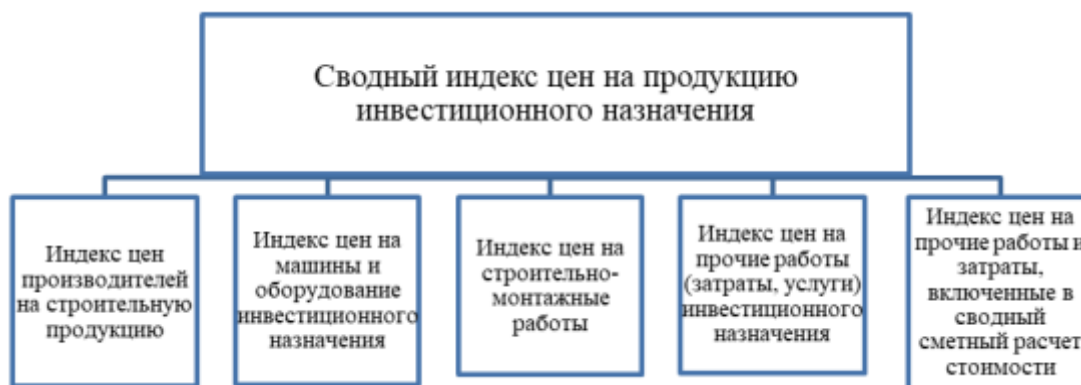 Сводный индекс цен на продукцию
инвестиционного назначения
Индекс цен
производителей
на строительную
продукцию
Индекс цен на
машины и
оборудование
инвестиционного
назначения
Индекс цен на
строительно-
монтажные
работы
Индекс цен на
прочие работы
(затраты, услуги)
инвестиционного
назначения
Индекс цен на
прочие работы и
затраты,
включенные в
сводный
сметный расчет
стоимости